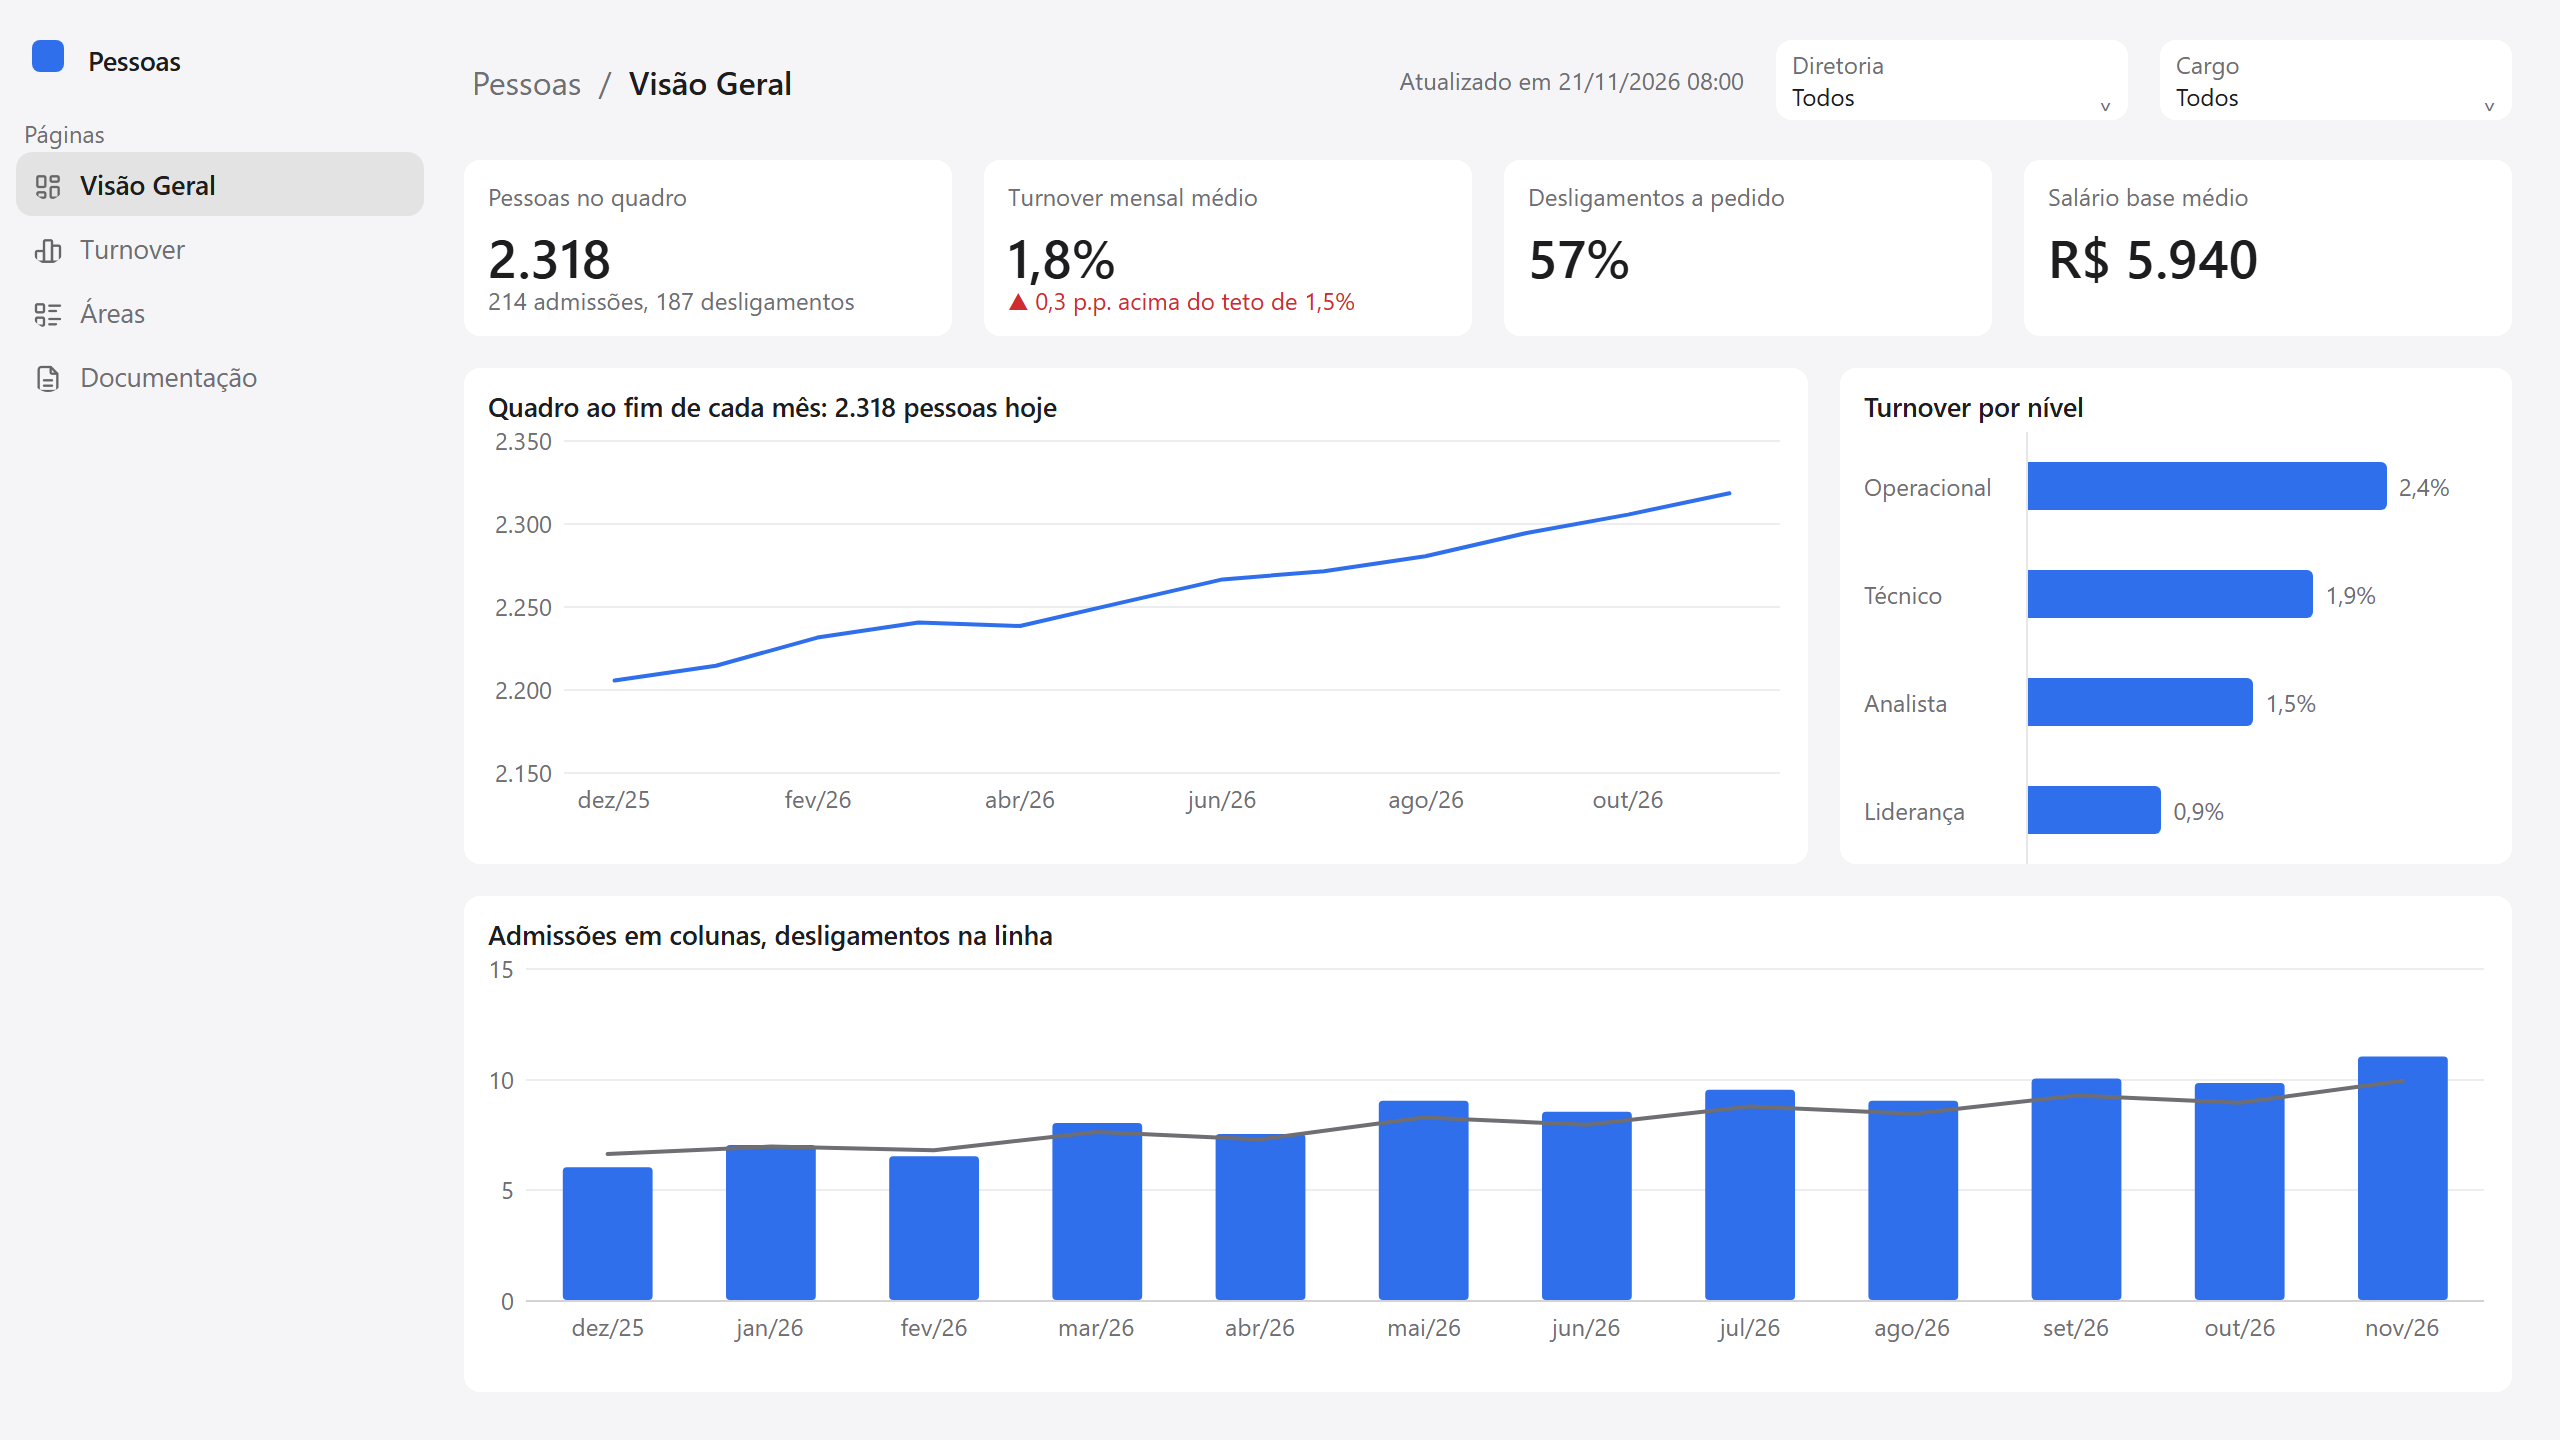 Pessoas
Páginas
Visão Geral
Turnover
Áreas
Documentação
Pessoas / Visão Geral
Atualizado em 21/11/2026 08:00
Diretoria
Todos
Cargo
Todos
Pessoas no quadro
2.318
214 admissões, 187 desligamentos
Turnover mensal médio
1,8%
▲ 0,3 p.p. acima do teto de 1,5%
Desligamentos a pedido
57%
Salário base médio
R$ 5.940
Quadro ao fim de cada mês: 2.318 pessoas hoje
2.350
2.300
2.250
2.200
2.150
dez/25 fev/26 abr/26 jun/26 ago/26 out/26
Turnover por nível
Operacional 2,4%
Técnico 1,9%
Analista 1,5%
Liderança 0,9%
Admissões em colunas, desligamentos na linha
15
10
5
0
dez/25 jan/26 fev/26 mar/26 abr/26 mai/26 jun/26 jul/26 ago/26 set/26 out/26 nov/26